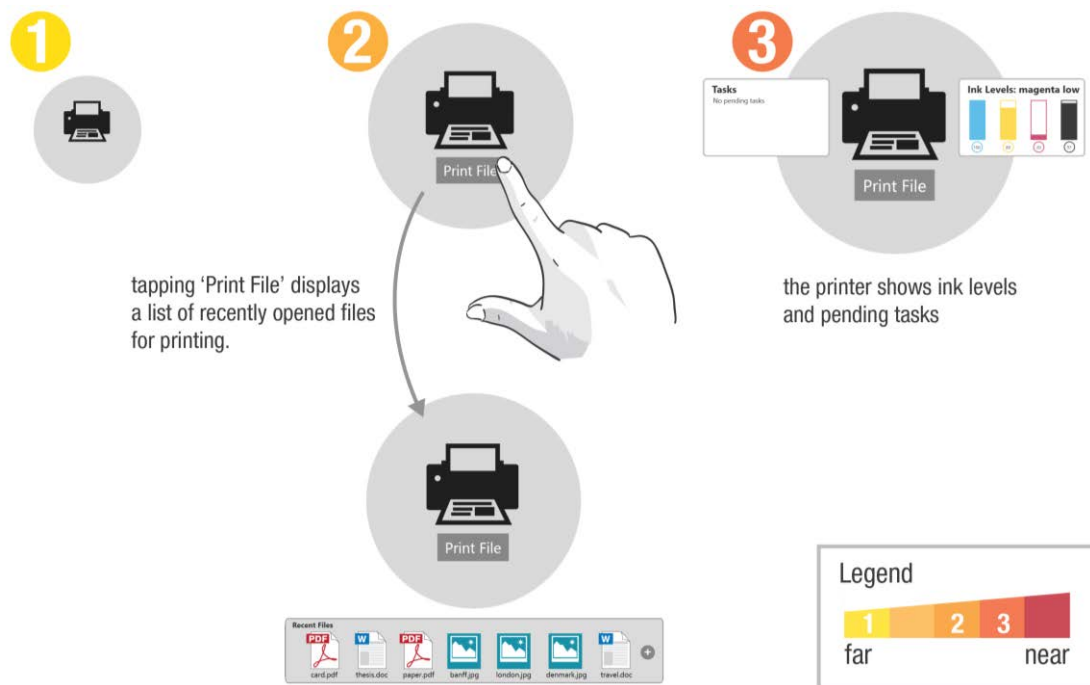 1
2
3
Print File
tapping ‘Print File’ displays
a list of recently opened files
for printing.
Tasks
No pending tasks
Ink Levels: magenta low
Print File
the printer shows ink levels
and pending tasks
Print File
Recent Files
PDF
W
PDF
W
card.pdf thesis.doc paper.pdf banff.jpg london.jpg denmark.jpg travel.doc
Legend
1 2 3
far near